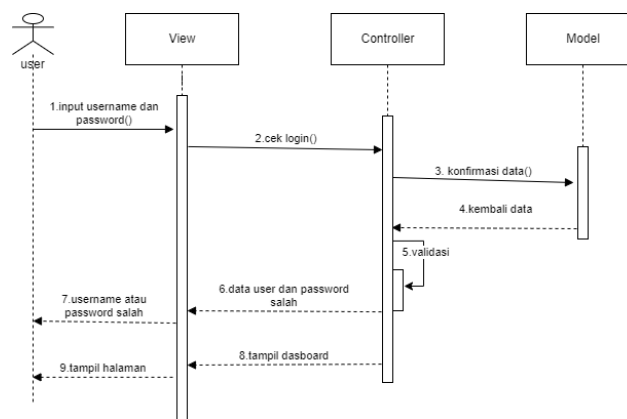 View
Controller
Model
user
1.input username dan
password()
2.cek login()
3. konfirmasi data()
4.kembali data
5.validasi
6.data user dan password
salah
7.username atau
password salah
8.tampil dasboard
9.tampil halaman